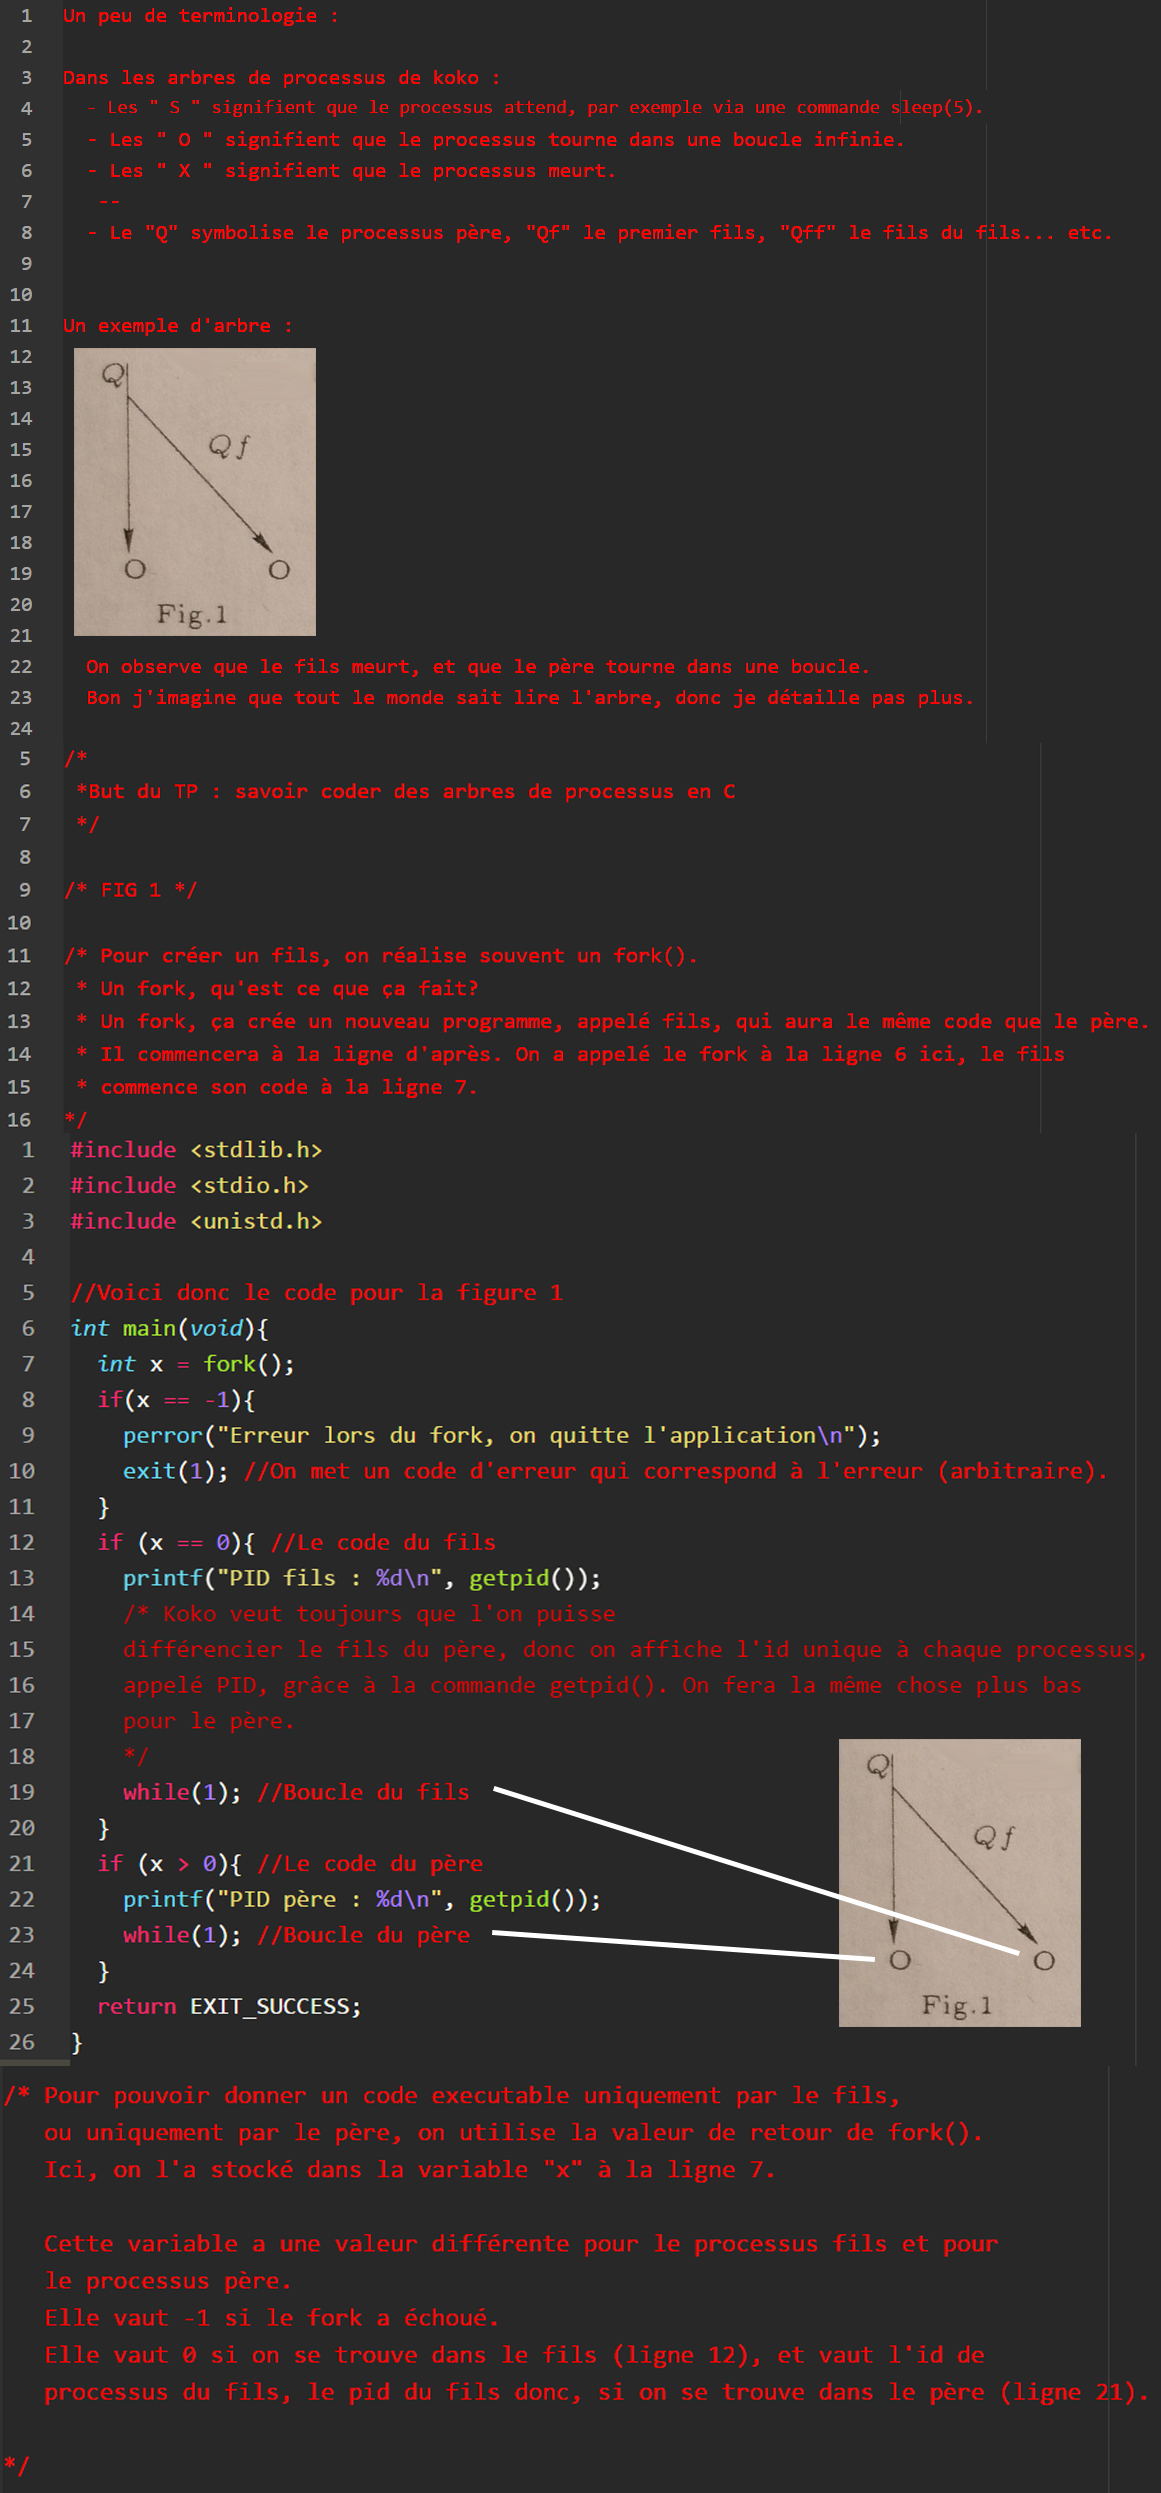 1 Un peu de terminologie :
2
3 Dans les arbres de processus de koko :
4 - Les " S " signifient que le processus attend, par exemple via une commande sleep(5).
5 - Les " O " signifient que le processus tourne dans une boucle infinie.
6 - Les " X " signifient que le processus meurt.
7 --
8 - Le "Q" symbolise le processus père, "Qf" le premier fils, "Qff" le fils du fils... etc.
9
10
11 Un exemple d'arbre :
12
13 Q
14
15 Qf
16
17
18
19 O O
20 Fig.1
21
22 On observe que le fils meurt, et que le père tourne dans une boucle.
23 Bon j'imagine que tout le monde sait lire l'arbre, donc je détaille pas plus.
24
5 /*
6 *But du TP : savoir coder des arbres de processus en C
7 */
8
9 /* FIG 1 */
10
11 /* Pour créer un fils, on réalise souvent un fork().
12 * Un fork, qu'est ce que ça fait?
13 * Un fork, ça crée un nouveau programme, appelé fils, qui aura le même code que le père.
14 * Il commencera à la ligne d'après. On a appelé le fork à la ligne 6 ici, le fils
15 * commence son code à la ligne 7.
16 */
1 #include <stdlib.h>
2 #include <stdio.h>
3 #include <unistd.h>
4
5 //Voici donc le code pour la figure 1
6 int main(void){
7 int x = fork();
8 if(x == -1){
9 perror("Erreur lors du fork, on quitte l'application\n");
10 exit(1); //On met un code d'erreur qui correspond à l'erreur (arbitraire).
11 }
12 if (x == 0){ //Le code du fils
13 printf("PID fils : %d\n", getpid());
14 /* Koko veut toujours que l'on puisse
15 différencier le fils du père, donc on affiche l'id unique à chaque processus,
16 appelé PID, grâce à la commande getpid(). On fera la même chose plus bas
17 pour le père.
18 */
19 while(1); //Boucle du fils
20 }
21 if (x > 0){ //Le code du père
22 printf("PID père : %d\n", getpid());
23 while(1); //Boucle du père
24 }
25 return EXIT_SUCCESS;
26 }
Q
Qf
O O
Fig.1
/* Pour pouvoir donner un code executable uniquement par le fils,
ou uniquement par le père, on utilise la valeur de retour de fork().
Ici, on l'a stocké dans la variable "x" à la ligne 7.
Cette variable a une valeur différente pour le processus fils et pour
le processus père.
Elle vaut -1 si le fork a échoué.
Elle vaut 0 si on se trouve dans le fils (ligne 12), et vaut l'id de
processus du fils, le pid du fils donc, si on se trouve dans le père (ligne 21).
*/